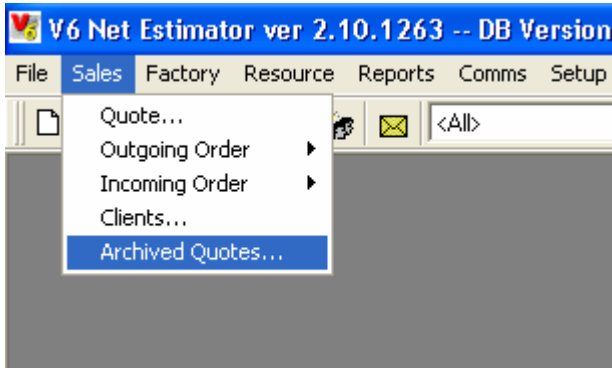 V6 Net Estimator ver 2.10.1263 -- DB Version
File Sales Factory Resource Reports Comms Setup
<All>
Quote...
Outgoing Order
Incoming Order
Clients...
Archived Quotes...